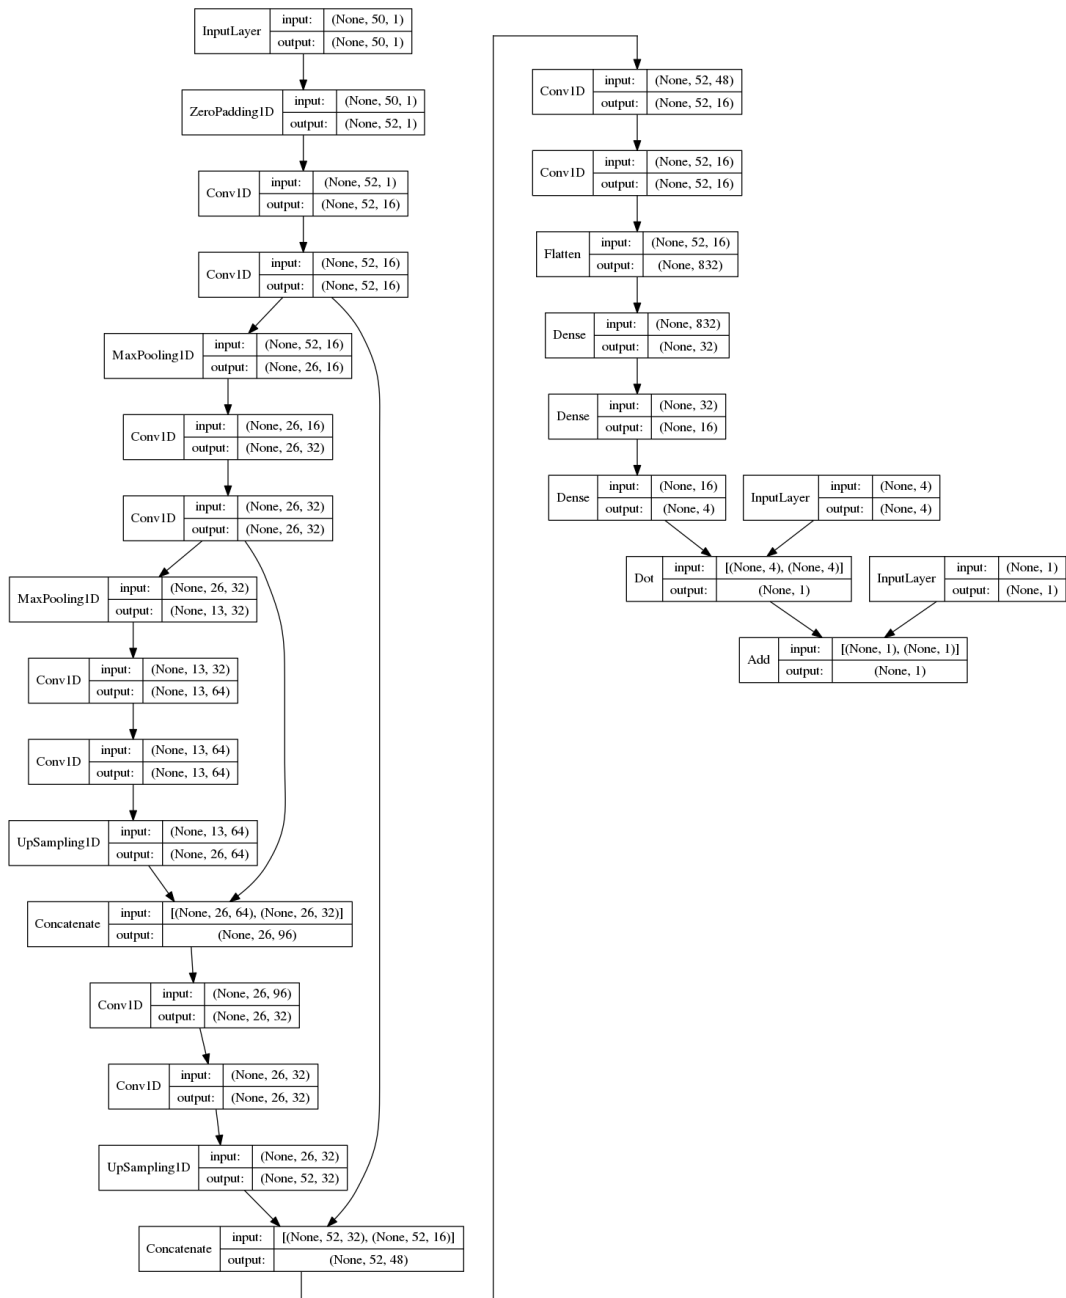 InputLayer
input: (None, 50, 1)
output: (None, 50, 1)
ZeroPadding1D
input: (None, 50, 1)
output: (None, 52, 1)
Conv1D
input: (None, 52, 1)
output: (None, 52, 16)
Conv1D
input: (None, 52, 16)
output: (None, 52, 16)
MaxPooling1D
input: (None, 52, 16)
output: (None, 26, 16)
Conv1D
input: (None, 26, 16)
output: (None, 26, 32)
Conv1D
input: (None, 26, 32)
output: (None, 26, 32)
MaxPooling1D
input: (None, 26, 32)
output: (None, 13, 32)
Conv1D
input: (None, 13, 32)
output: (None, 13, 64)
Conv1D
input: (None, 13, 64)
output: (None, 13, 64)
UpSampling1D
input: (None, 13, 64)
output: (None, 26, 64)
Concatenate
input: [(None, 26, 64), (None, 26, 32)]
output: (None, 26, 96)
Conv1D
input: (None, 26, 96)
output: (None, 26, 32)
Conv1D
input: (None, 26, 32)
output: (None, 26, 32)
UpSampling1D
input: (None, 26, 32)
output: (None, 52, 32)
Concatenate
input: [(None, 52, 32), (None, 52, 16)]
output: (None, 52, 48)
Conv1D
input: (None, 52, 48)
output: (None, 52, 16)
Conv1D
input: (None, 52, 16)
output: (None, 52, 16)
Flatten
input: (None, 52, 16)
output: (None, 832)
Dense
input: (None, 832)
output: (None, 32)
Dense
input: (None, 32)
output: (None, 16)
Dense
input: (None, 16)
output: (None, 4)
InputLayer
input: (None, 4)
output: (None, 4)
Dot
input: [(None, 4), (None, 4)]
output: (None, 1)
InputLayer
input: (None, 1)
output: (None, 1)
Add
input: [(None, 1), (None, 1)]
output: (None, 1)